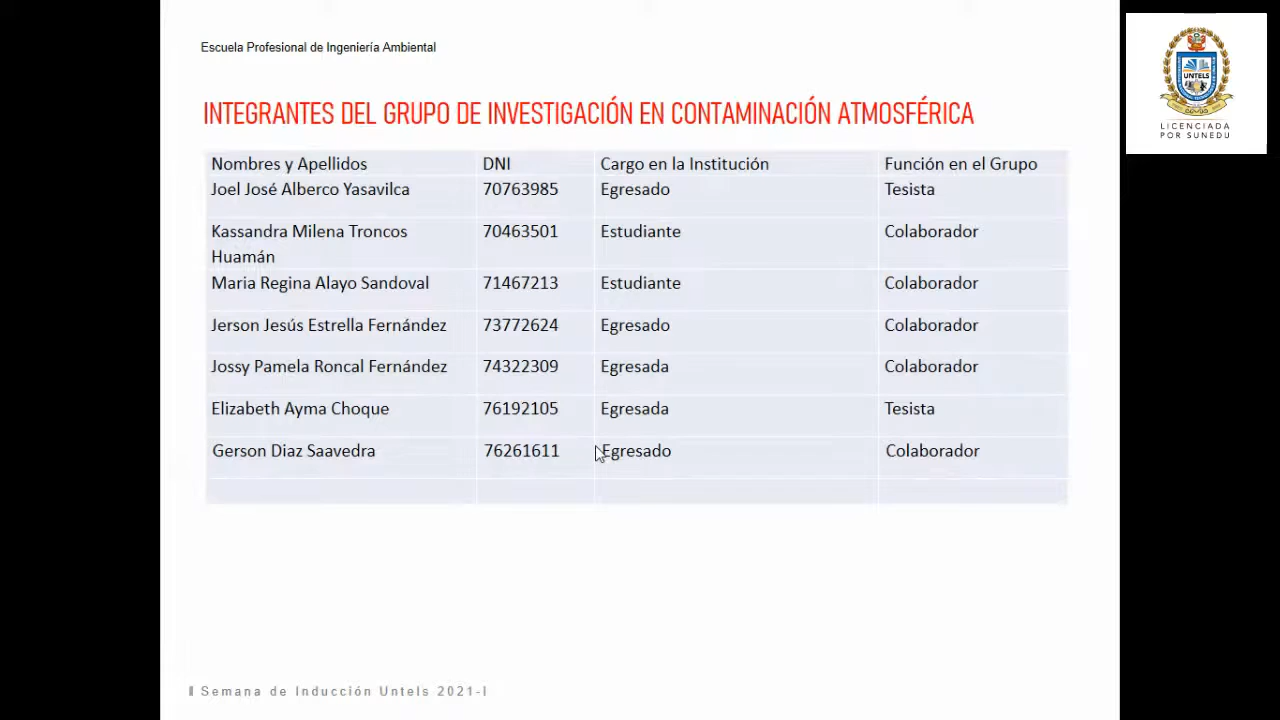 Escuela Profesional de Ingeniería Ambiental
UNTELS
LICENCIADA
POR SUNEDU
INTEGRANTES DEL GRUPO DE INVESTIGACIÓN EN CONTAMINACIÓN ATMOSFÉRICA
Nombres y Apellidos DNI Cargo en la Institución Función en el Grupo
Joel José Alberco Yasavilca 70763985 Egresado Tesista
Kassandra Milena Troncos 70463501 Estudiante Colaborador
Huamán
Maria Regina Alayo Sandoval 71467213 Estudiante Colaborador
Jerson Jesús Estrella Fernández 73772624 Egresado Colaborador
Jossy Pamela Roncal Fernández 74322309 Egresada Colaborador
Elizabeth Ayma Choque 76192105 Egresada Tesista
Gerson Diaz Saavedra 76261611 Egresado Colaborador
Semana de Inducción Untels 2021-I